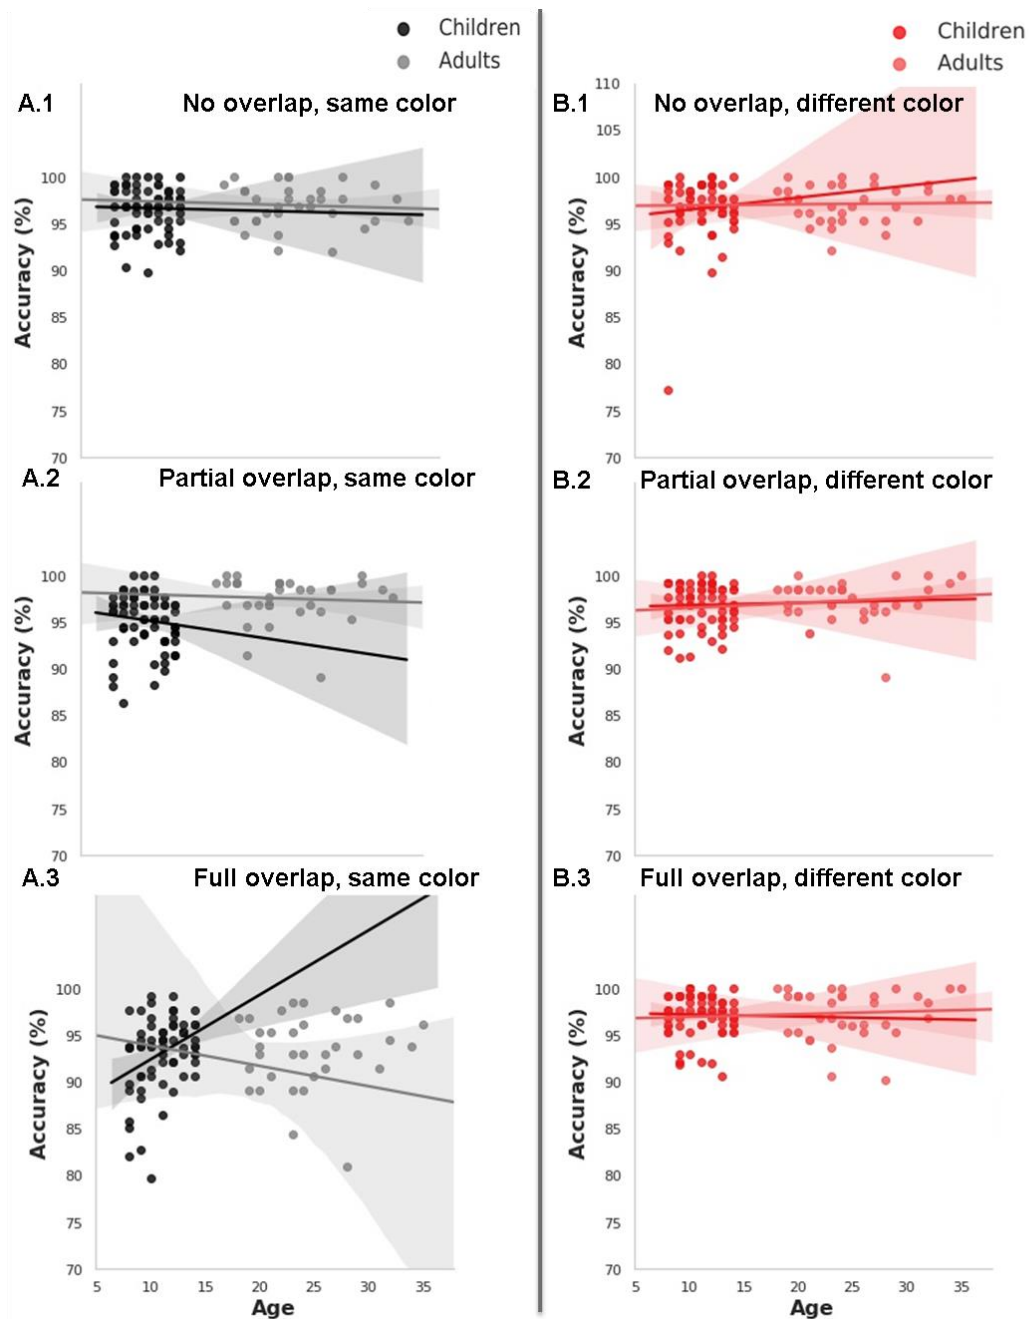 Children
Adults
Children
Adults
A.1 No overlap, same color
100
95
90
85
80
75
70
Accuracy (%)
B.1 No overlap, different color
110
105
100
95
90
85
80
75
70
Accuracy (%)
A.2 Partial overlap, same color
100
95
90
85
80
75
70
Accuracy (%)
B.2 Partial overlap, different color
100
95
90
85
80
75
70
Accuracy (%)
A.3 Full overlap, same color
100
95
90
85
80
75
70
Accuracy (%)
5 10 15 20 25 30 35
Age
B.3 Full overlap, different color
100
95
90
85
80
75
70
Accuracy (%)
5 10 15 20 25 30 35
Age